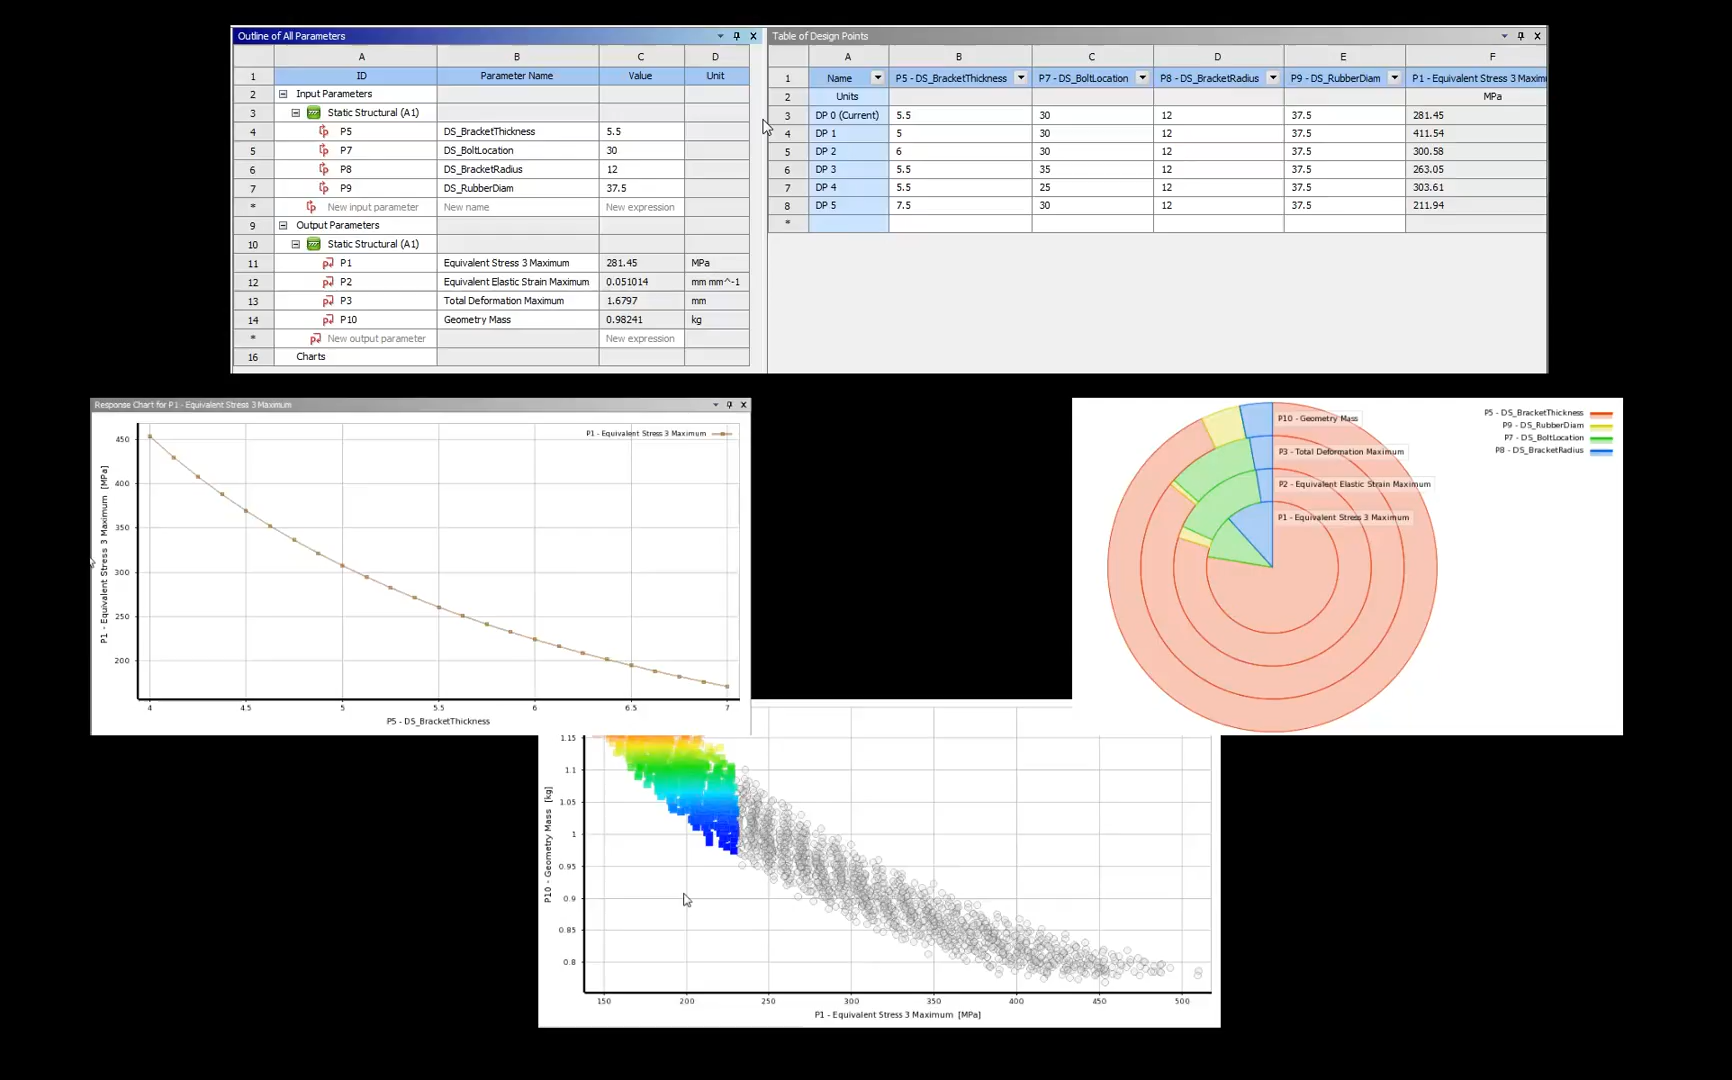 Outline of All Parameters
A B C D
1 ID Parameter Name Value Unit
2 Input Parameters
3 Static Structural (A1)
4 P5 DS_BracketThickness 5.5
5 P7 DS_BoltLocation 30
6 P8 DS_BracketRadius 12
7 P9 DS_RubberDiam 37.5
* New input parameter New name New expression
9 Output Parameters
10 Static Structural (A1)
11 P1 Equivalent Stress 3 Maximum 281.45 MPa
12 P2 Equivalent Elastic Strain Maximum 0.051014 mm mm^-1
13 P3 Total Deformation Maximum 1.6797 mm
14 P10 Geometry Mass 0.98241 kg
* New output parameter New expression
16 Charts
Table of Design Points
A B C D E F
1 Name P5 - DS_BracketThickness P7 - DS_BoltLocation P8 - DS_BracketRadius P9 - DS_RubberDiam P1 - Equivalent Stress 3 Maxim
2 Units MPa
3 DP 0 (Current) 5.5 30 12 37.5 281.45
4 DP 1 5 30 12 37.5 411.54
5 DP 2 6 30 12 37.5 300.58
6 DP 3 5.5 35 12 37.5 263.05
7 DP 4 5.5 25 12 37.5 303.61
8 DP 5 7.5 30 12 37.5 211.94
*
Response Chart for P1 - Equivalent Stress 3 Maximum
P1 - Equivalent Stress 3 Maximum
P1 - Equivalent Stress 3 Maximum [MPa]
450
400
350
300
250
200
4 4.5 5 5.5 6 6.5 7
P5 - DS_BracketThickness
P10 - Geometry Mass
P3 - Total Deformation Maximum
P2 - Equivalent Elastic Strain Maximum
P1 - Equivalent Stress 3 Maximum
P5 - DS_BracketThickness
P9 - DS_RubberDiam
P7 - DS_BoltLocation
P8 - DS_BracketRadius
P10 - Geometry Mass [kg]
1.15
1.1
1.05
1
0.95
0.9
0.85
0.8
150 200 250 300 350 400 450 500
P1 - Equivalent Stress 3 Maximum [MPa]